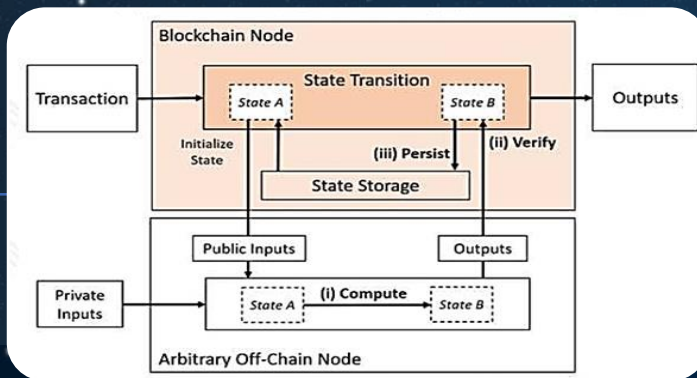 Blockchain Node
State Transition
Transaction
State A
State B
Outputs
Initialize
State
(iii) Persist
(ii) Verify
State Storage
Public Inputs
Outputs
Private
Inputs
State A
(i) Compute
State B
Arbitrary Off-Chain Node